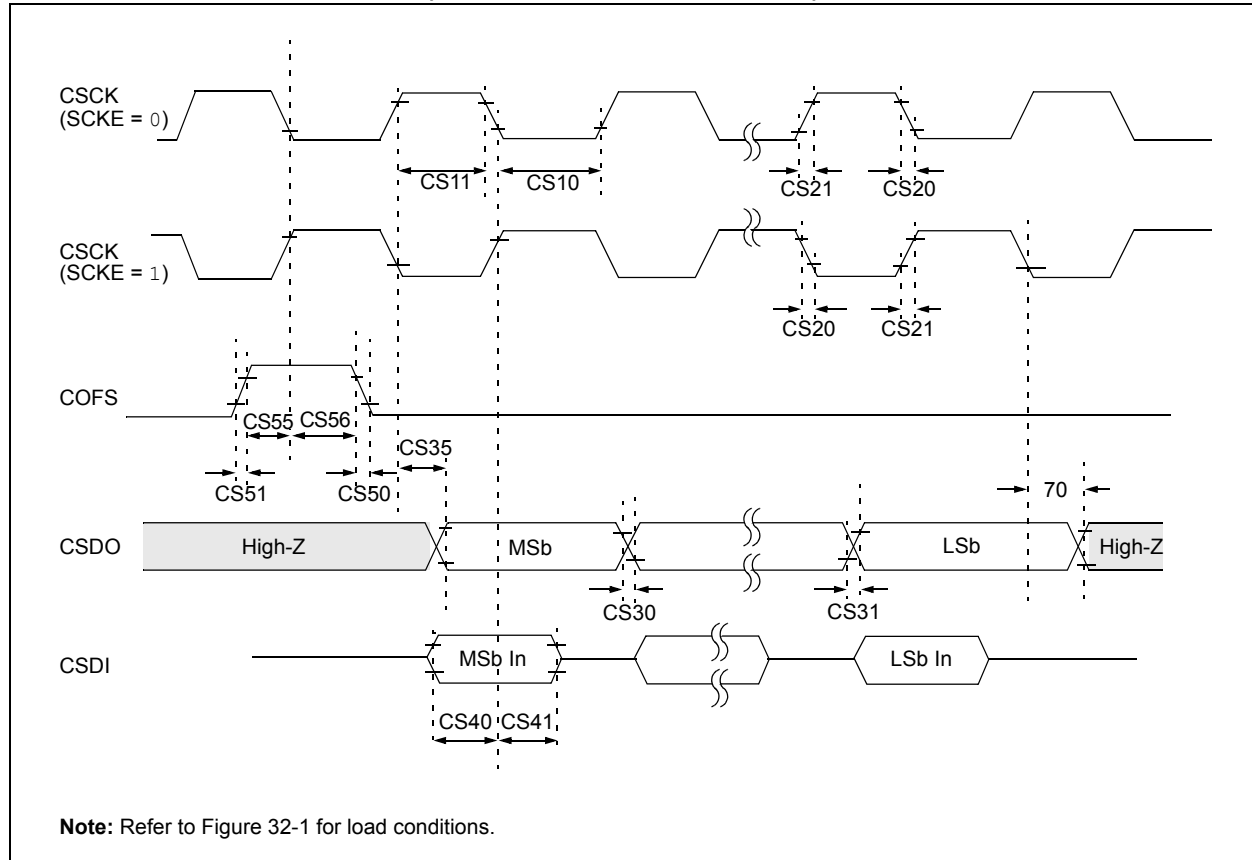 CSCK
(SCKE = 0)
CS11
CS10
CS21
CS20
CSCK
(SCKE = 1)
CS20
CS21
COFS
CS55
CS56
CS35
CS51
CS50
70
CSDO
High-Z
MSb
LSb
High-Z
CS30
CS31
CSDI
MSb In
LSb In
CS40
CS41
Note: Refer to Figure 32-1 for load conditions.